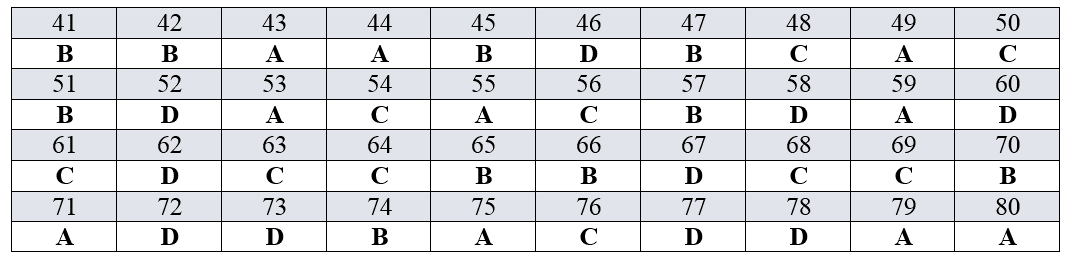 41 42 43 44 45 46 47 48 49 50
B B A A B D B C A C
51 52 53 54 55 56 57 58 59 60
B D A C A C B D A D
61 62 63 64 65 66 67 68 69 70
C D C C B B D C C B
71 72 73 74 75 76 77 78 79 80
A D D B A C D D A A